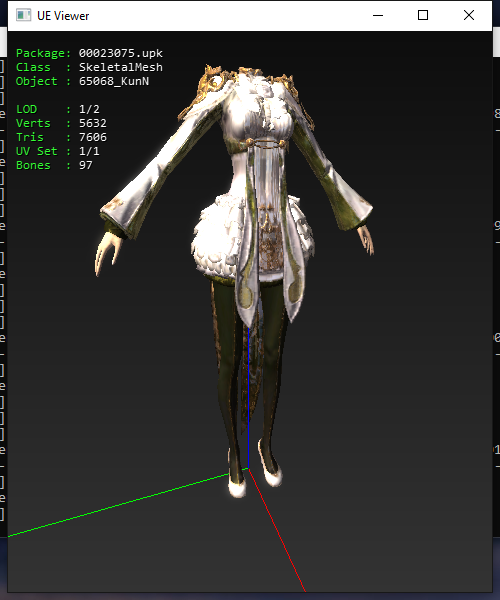 UE Viewer
Package: 00023075.upk
Class : SkeletalMesh
Object : 65068_KunN
LOD : 1/2
Verts : 5632
Tris : 7606
UV Set : 1/1
Bones : 97